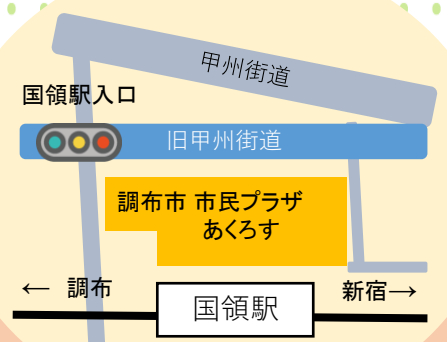 甲州街道
国領駅入口
旧甲州街道
調布市 市民プラザ
あくろす
← 調布
国領駅
新宿→